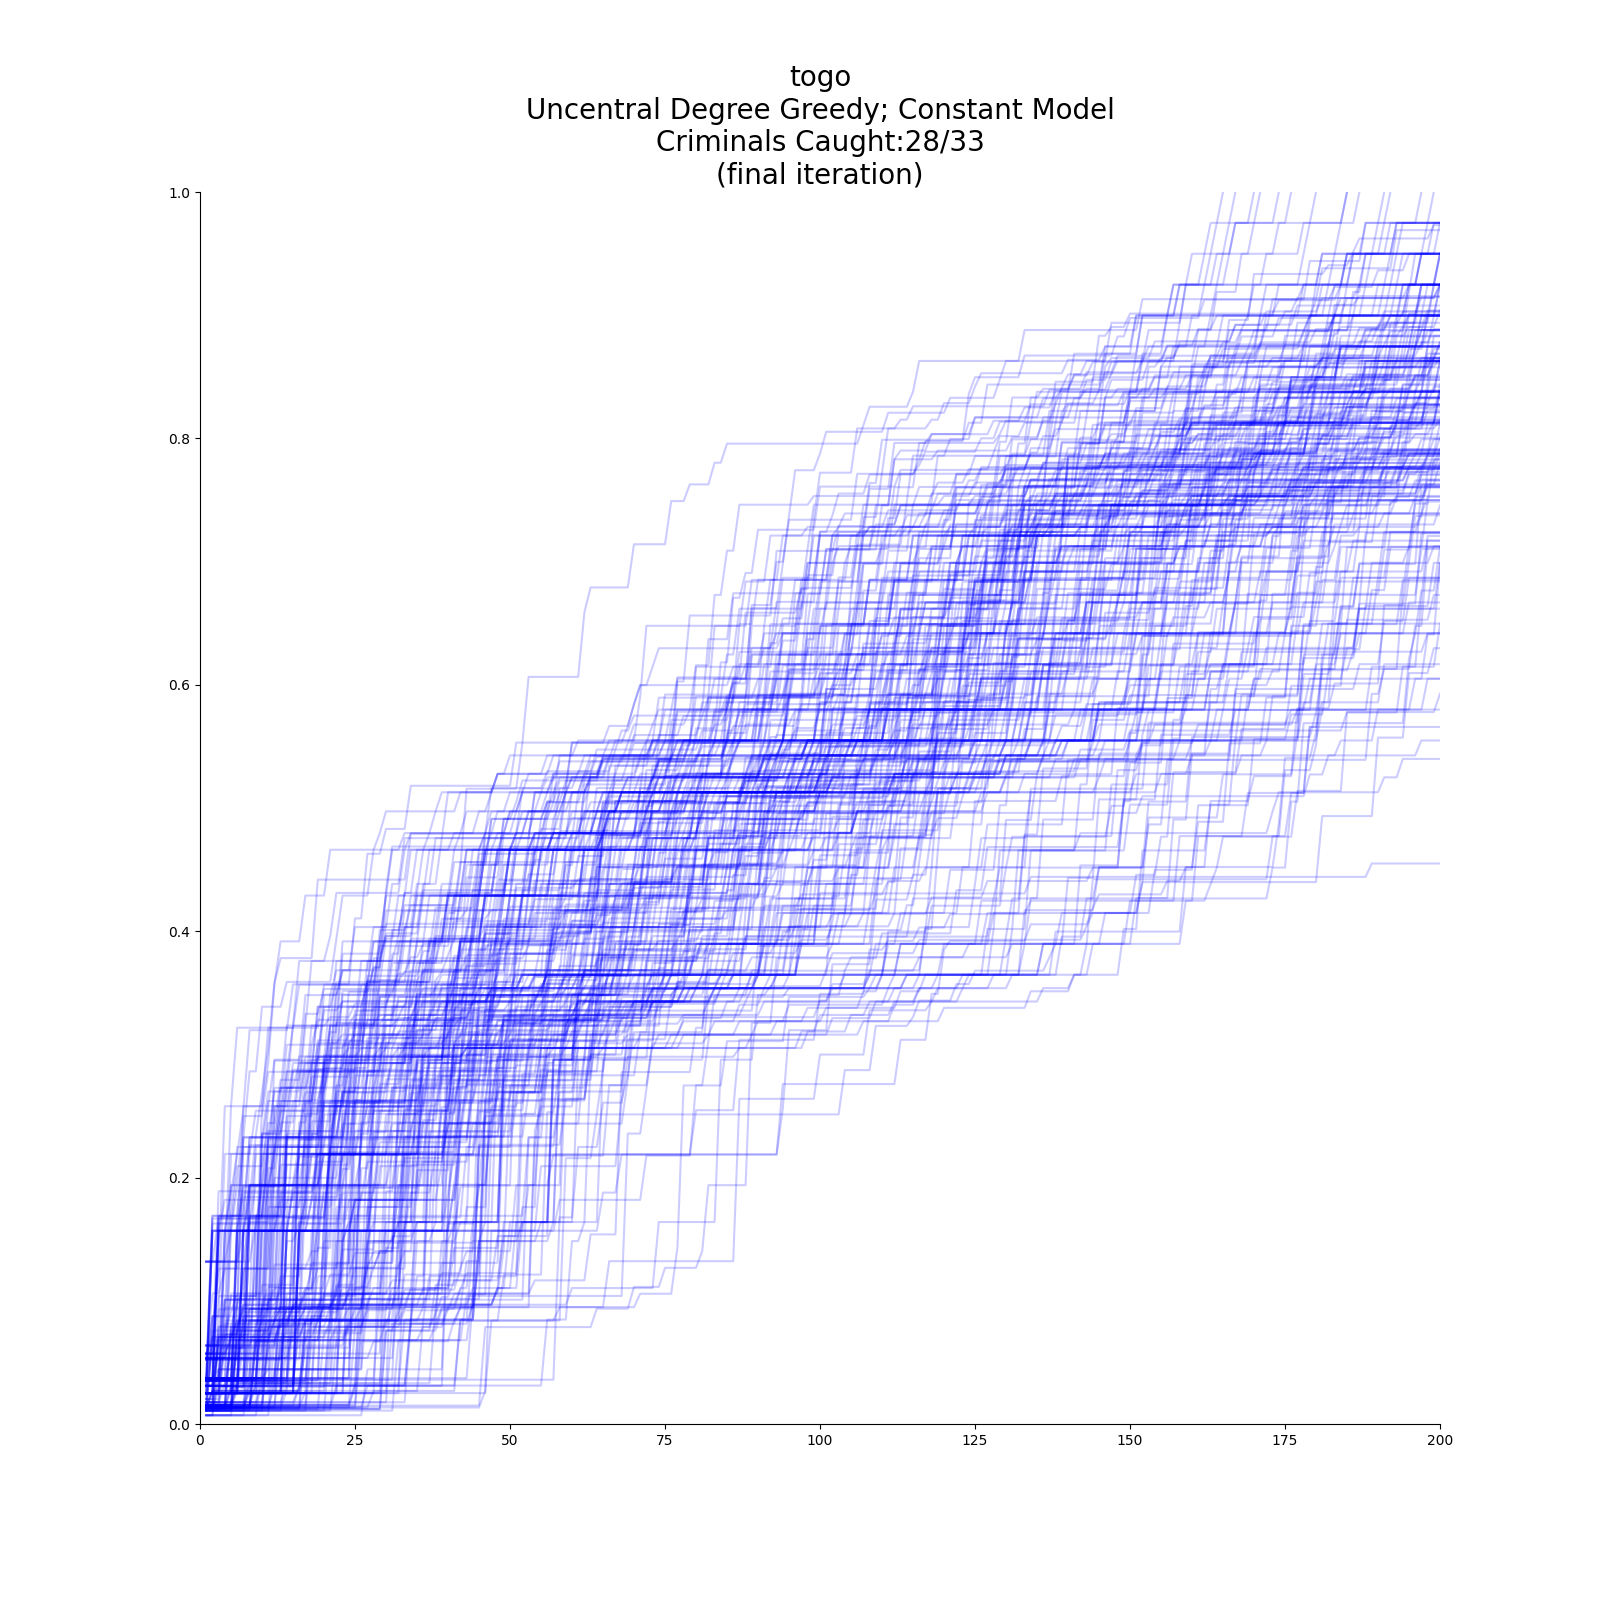 togo
Uncentral Degree Greedy; Constant Model
Criminals Caught:28/33
(final iteration)
1.0
0.8
0.6
0.4
0.2
0.0
0 25 50 75 100 125 150 175 200